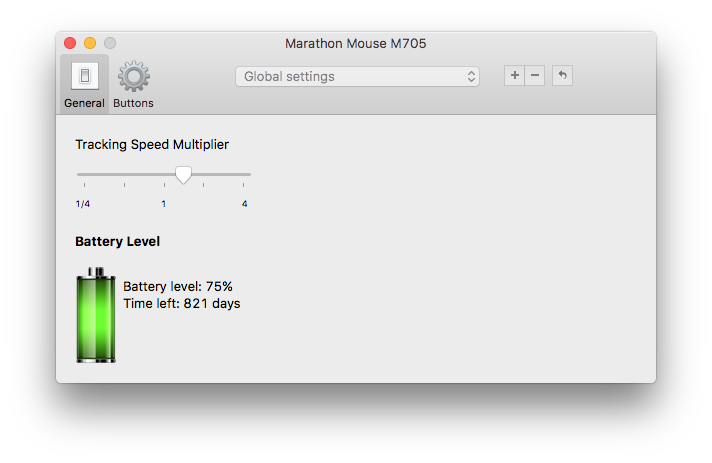 Marathon Mouse M705
General
Buttons
Global settings
Tracking Speed Multiplier
1/4 1 4
Battery Level
Battery level: 75%
Time left: 821 days